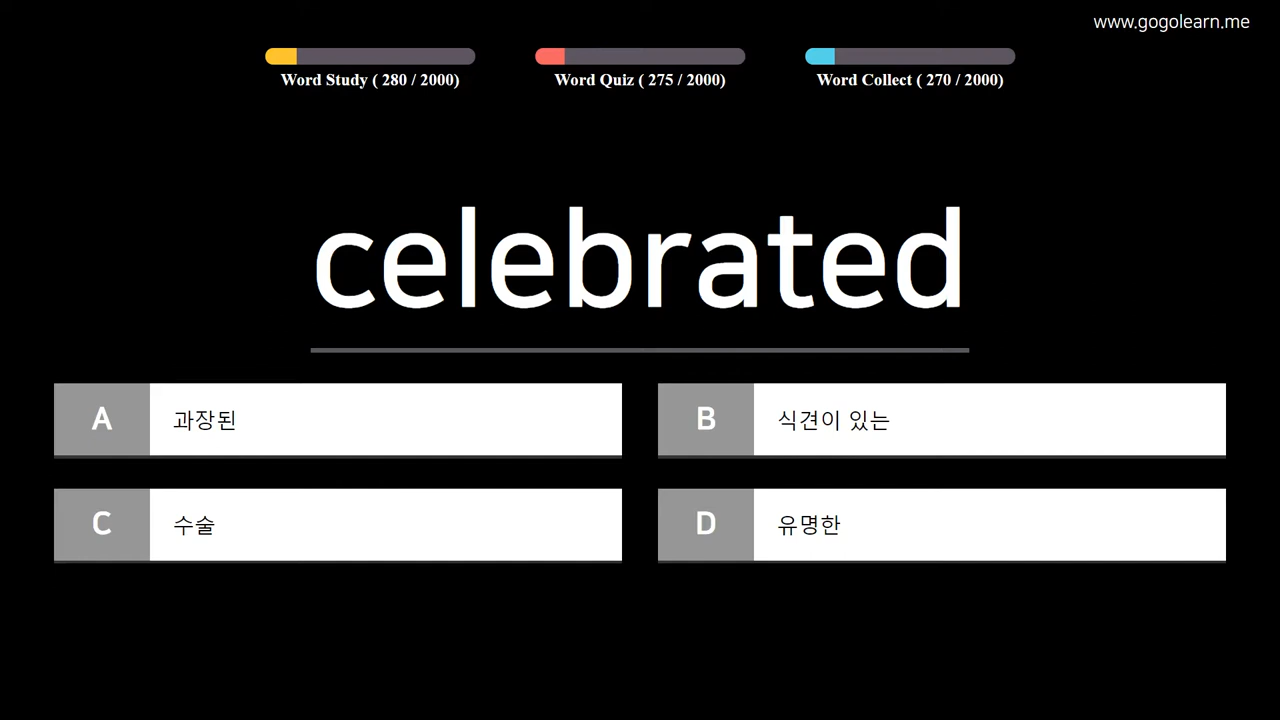 www.gogolearn.me
Word Study ( 280 / 2000)
Word Quiz ( 275 / 2000)
Word Collect ( 270 / 2000)
celebrated
A 과장된
B 식견이 있는
C 수술
D 유명한